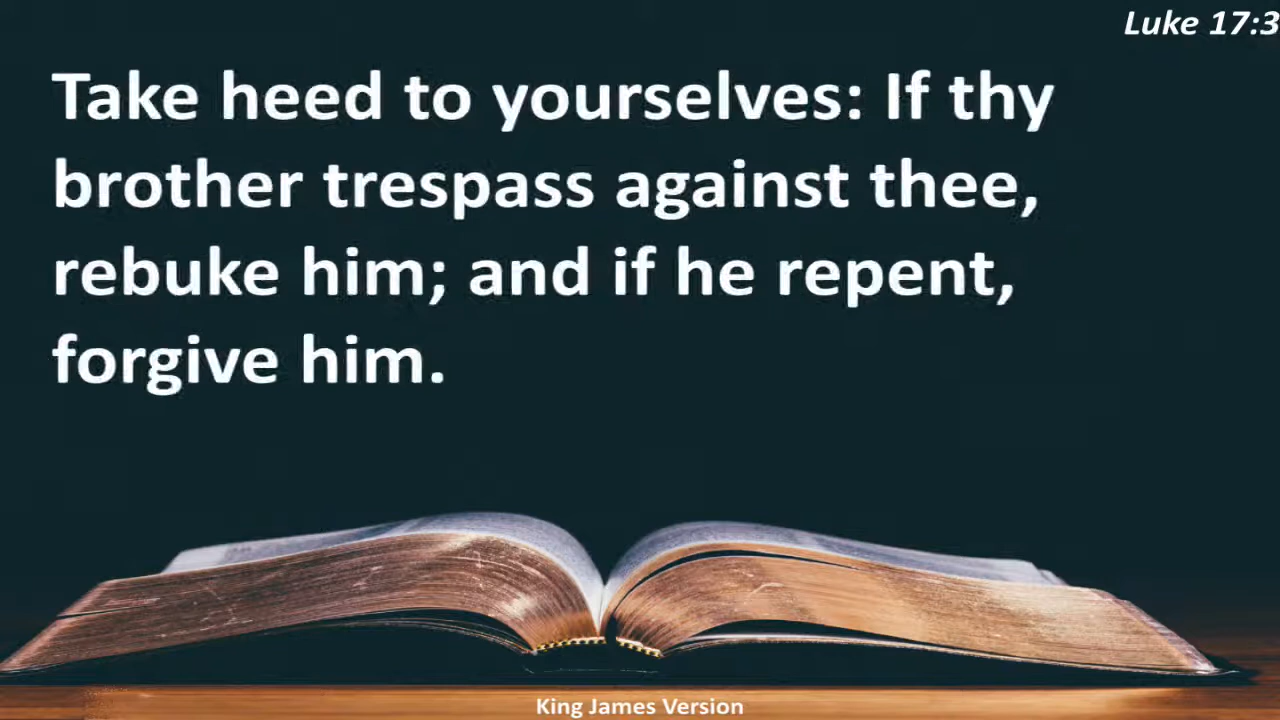 Luke 17:3
Take heed to yourselves: If thy
brother trespass against thee,
rebuke him; and if he repent,
forgive him.
King James Version